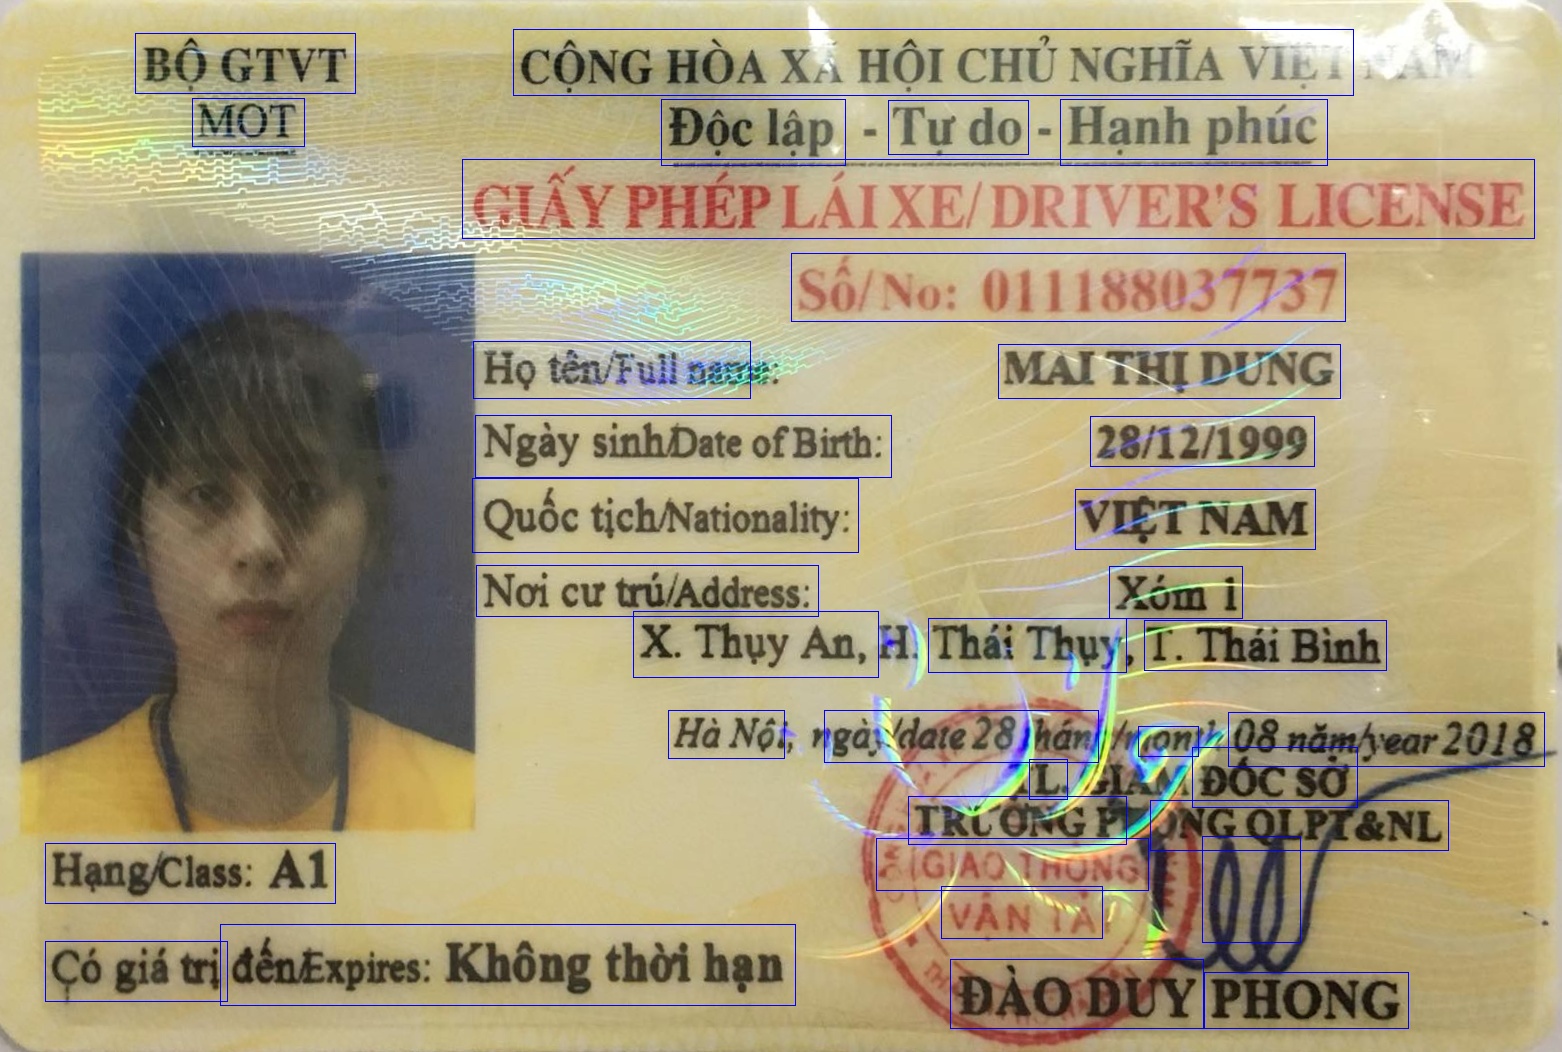 BỘ GTVT
MOT
CỘNG HÒA XÃ HỘI CHỦ NGHĨA VIỆT NAM
Độc lập - Tự do - Hạnh phúc
GIẤY PHÉP LÁI XE/ DRIVER'S LICENSE
Số/ No: 011188037737
Họ tên/Full name: MAI THỊ DUNG
Ngày sinh/Date of Birth: 28/12/1999
Quốc tịch/Nationality: VIỆT NAM
Nơi cư trú/Address: Xóm 1
X. Thụy An, H. Thái Thụy, T. Thái Bình
Hà Nội, ngày/date 28 tháng/month 08 năm/year 2018
TL. GIÁM ĐỐC SỞ
TRƯỞNG PHÒNG QLPT&NL
GIAO THÔNG
VẬN TẢI
ĐÀO DUY PHONG
Hạng/Class: A1
Có giá trị đến/Expires: Không thời hạn